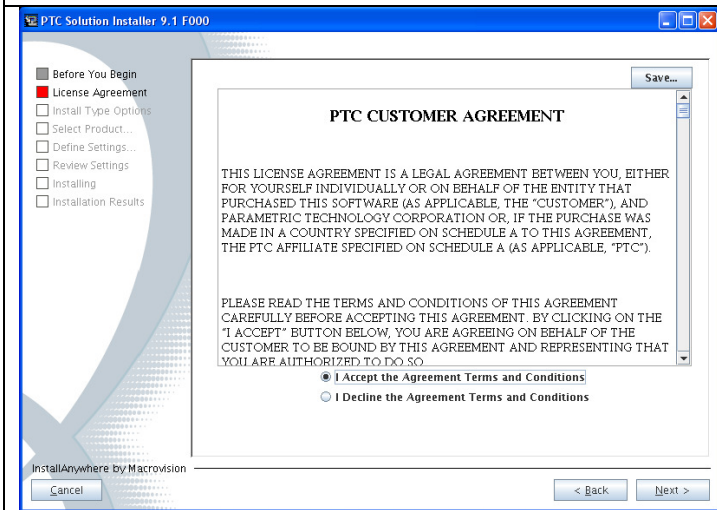 PTC Solution Installer 9.1 F000
Before You Begin
License Agreement
Install Type Options
Select Product...
Define Settings...
Review Settings
Installing
Installation Results
Save...
PTC CUSTOMER AGREEMENT
THIS LICENSE AGREEMENT IS A LEGAL AGREEMENT BETWEEN YOU, EITHER
FOR YOURSELF INDIVIDUALLY OR ON BEHALF OF THE ENTITY THAT
PURCHASED THIS SOFTWARE (AS APPLICABLE, THE "CUSTOMER"), AND
PARAMETRIC TECHNOLOGY CORPORATION OR, IF THE PURCHASE WAS
MADE IN A COUNTRY SPECIFIED ON SCHEDULE A TO THIS AGREEMENT,
THE PTC AFFILIATE SPECIFIED ON SCHEDULE A (AS APPLICABLE, "PTC").
PLEASE READ THE TERMS AND CONDITIONS OF THIS AGREEMENT
CAREFULLY BEFORE ACCEPTING THIS AGREEMENT. BY CLICKING ON THE
"I ACCEPT" BUTTON BELOW, YOU ARE AGREEING ON BEHALF OF THE
CUSTOMER TO BE BOUND BY THIS AGREEMENT AND REPRESENTING THAT
YOU ARE AUTHORIZED TO DO SO
I Accept the Agreement Terms and Conditions
I Decline the Agreement Terms and Conditions
InstallAnywhere by Macrovision
Cancel
< Back
Next >